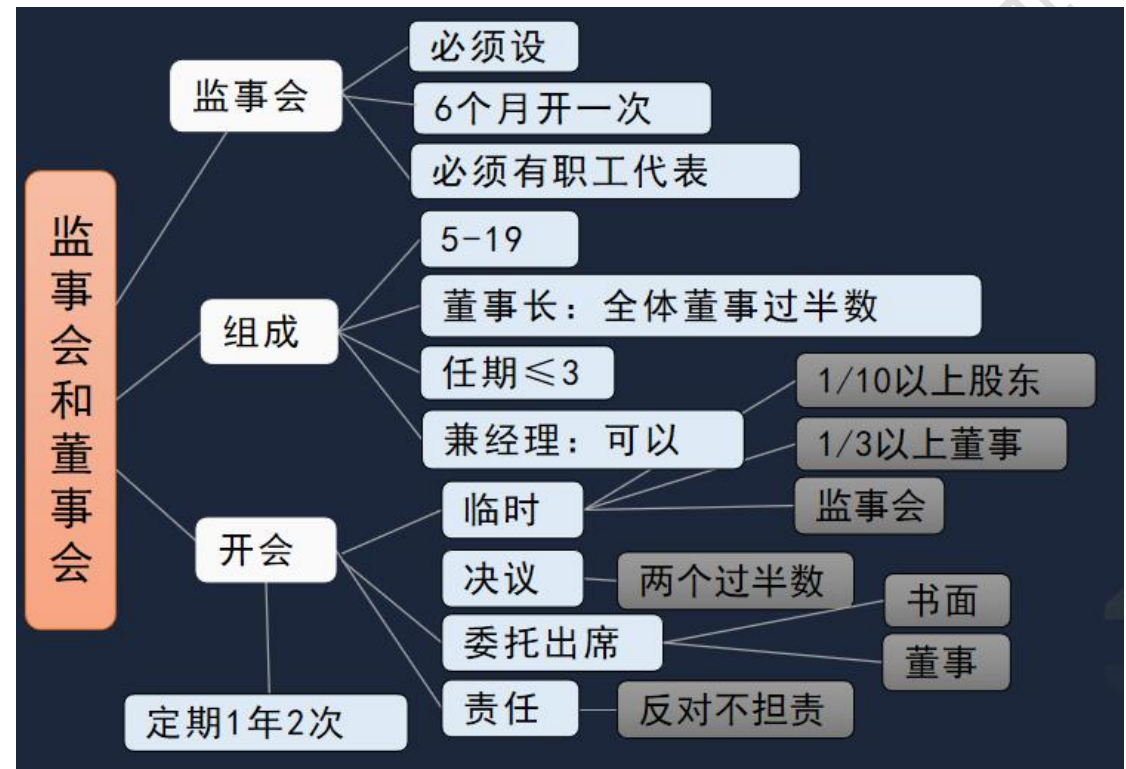 监事会和董事会
监事会
必须设
6个月开一次
必须有职工代表
组成
5-19
董事长：全体董事过半数
任期≤3
兼经理：可以
开会
临时
1/10以上股东
1/3以上董事
监事会
决议
两个过半数
委托出席
书面
董事
责任
反对不担责
定期1年2次